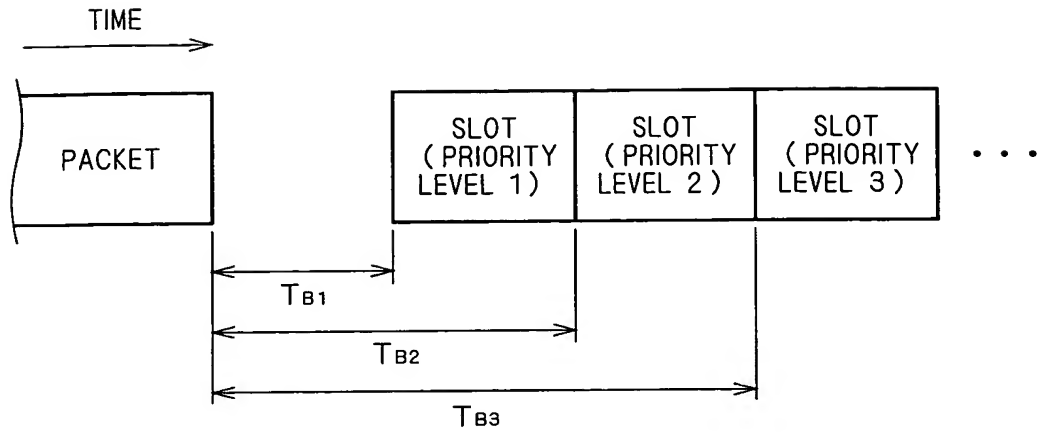 TIME
PACKET
SLOT
(PRIORITY
LEVEL 1)
SLOT
(PRIORITY
LEVEL 2)
SLOT
(PRIORITY
LEVEL 3)
• • •
TB1
TB2
TB3